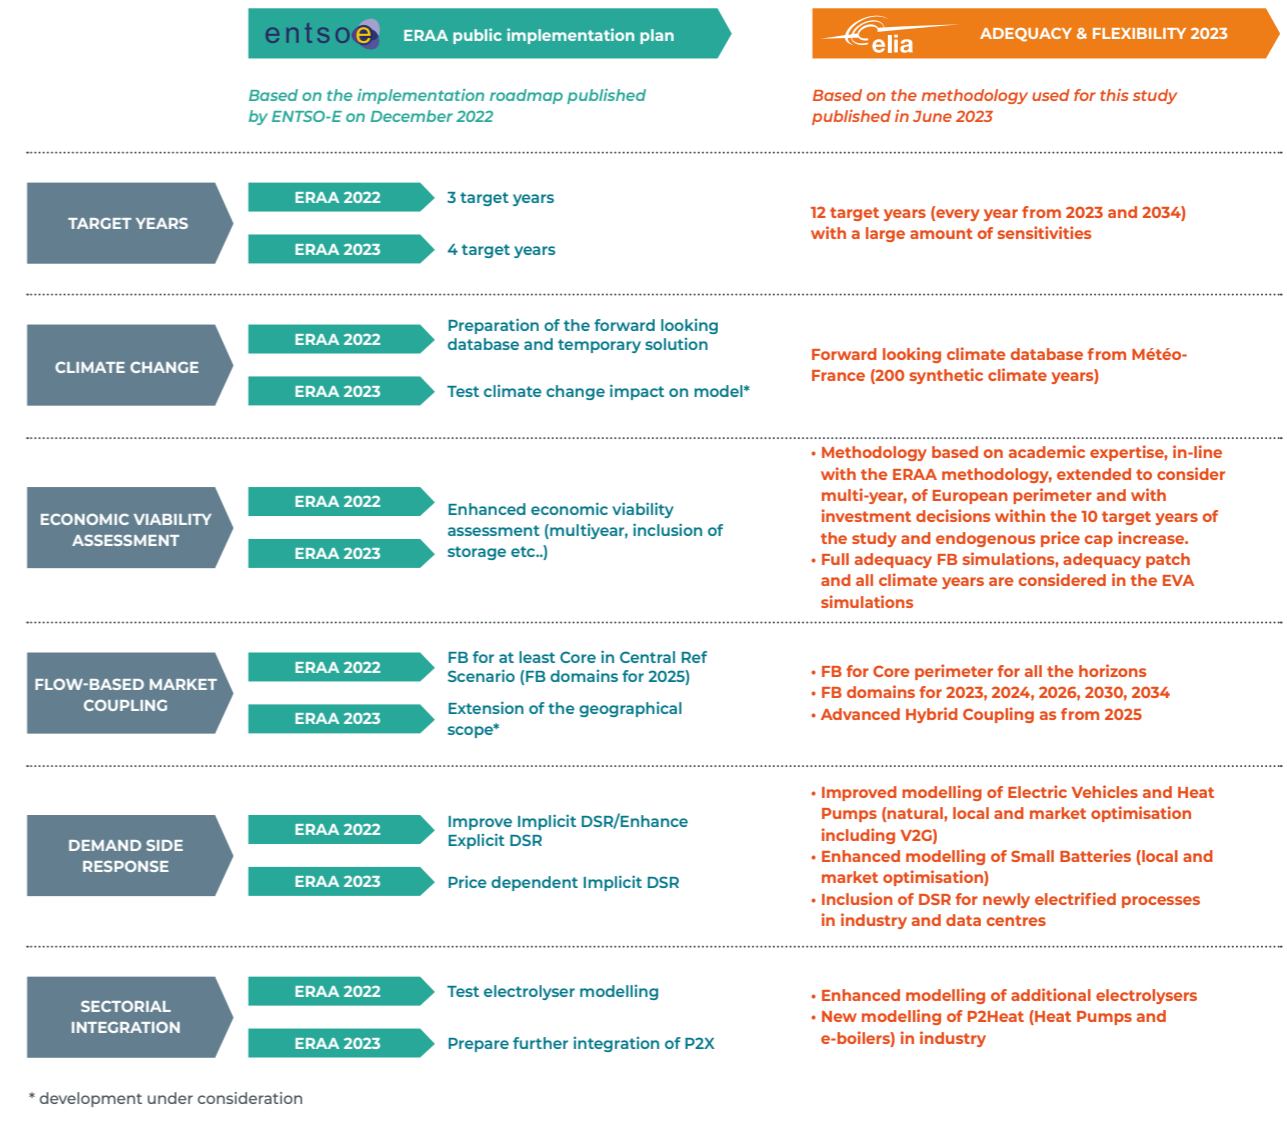 entsoe ERAA public implementation plan
elia ADEQUACY & FLEXIBILITY 2023
Based on the implementation roadmap published
by ENTSO-E on December 2022
Based on the methodology used for this study
published in June 2023
TARGET YEARS
ERAA 2022
3 target years
ERAA 2023
4 target years
12 target years (every year from 2023 and 2034)
with a large amount of sensitivities
CLIMATE CHANGE
ERAA 2022
Preparation of the forward looking
database and temporary solution
ERAA 2023
Test climate change impact on model*
Forward looking climate database from Météo-
France (200 synthetic climate years)
ECONOMIC VIABILITY
ASSESSMENT
ERAA 2022
ERAA 2023
Enhanced economic viability
assessment (multiyear, inclusion of
storage etc..)
• Methodology based on academic expertise, in-line
with the ERAA methodology, extended to consider
multi-year, of European perimeter and with
investment decisions within the 10 target years of
the study and endogenous price cap increase.
• Full adequacy FB simulations, adequacy patch
and all climate years are considered in the EVA
simulations
FLOW-BASED MARKET
COUPLING
ERAA 2022
FB for at least Core in Central Ref
Scenario (FB domains for 2025)
ERAA 2023
Extension of the geographical
scope*
• FB for Core perimeter for all the horizons
• FB domains for 2023, 2024, 2026, 2030, 2034
• Advanced Hybrid Coupling as from 2025
DEMAND SIDE
RESPONSE
ERAA 2022
Improve Implicit DSR/Enhance
Explicit DSR
ERAA 2023
Price dependent Implicit DSR
• Improved modelling of Electric Vehicles and Heat
Pumps (natural, local and market optimisation
including V2G)
• Enhanced modelling of Small Batteries (local and
market optimisation)
• Inclusion of DSR for newly electrified processes
in industry and data centres
SECTORIAL
INTEGRATION
ERAA 2022
Test electrolyser modelling
ERAA 2023
Prepare further integration of P2X
• Enhanced modelling of additional electrolysers
• New modelling of P2Heat (Heat Pumps and
e-boilers) in industry
* development under consideration